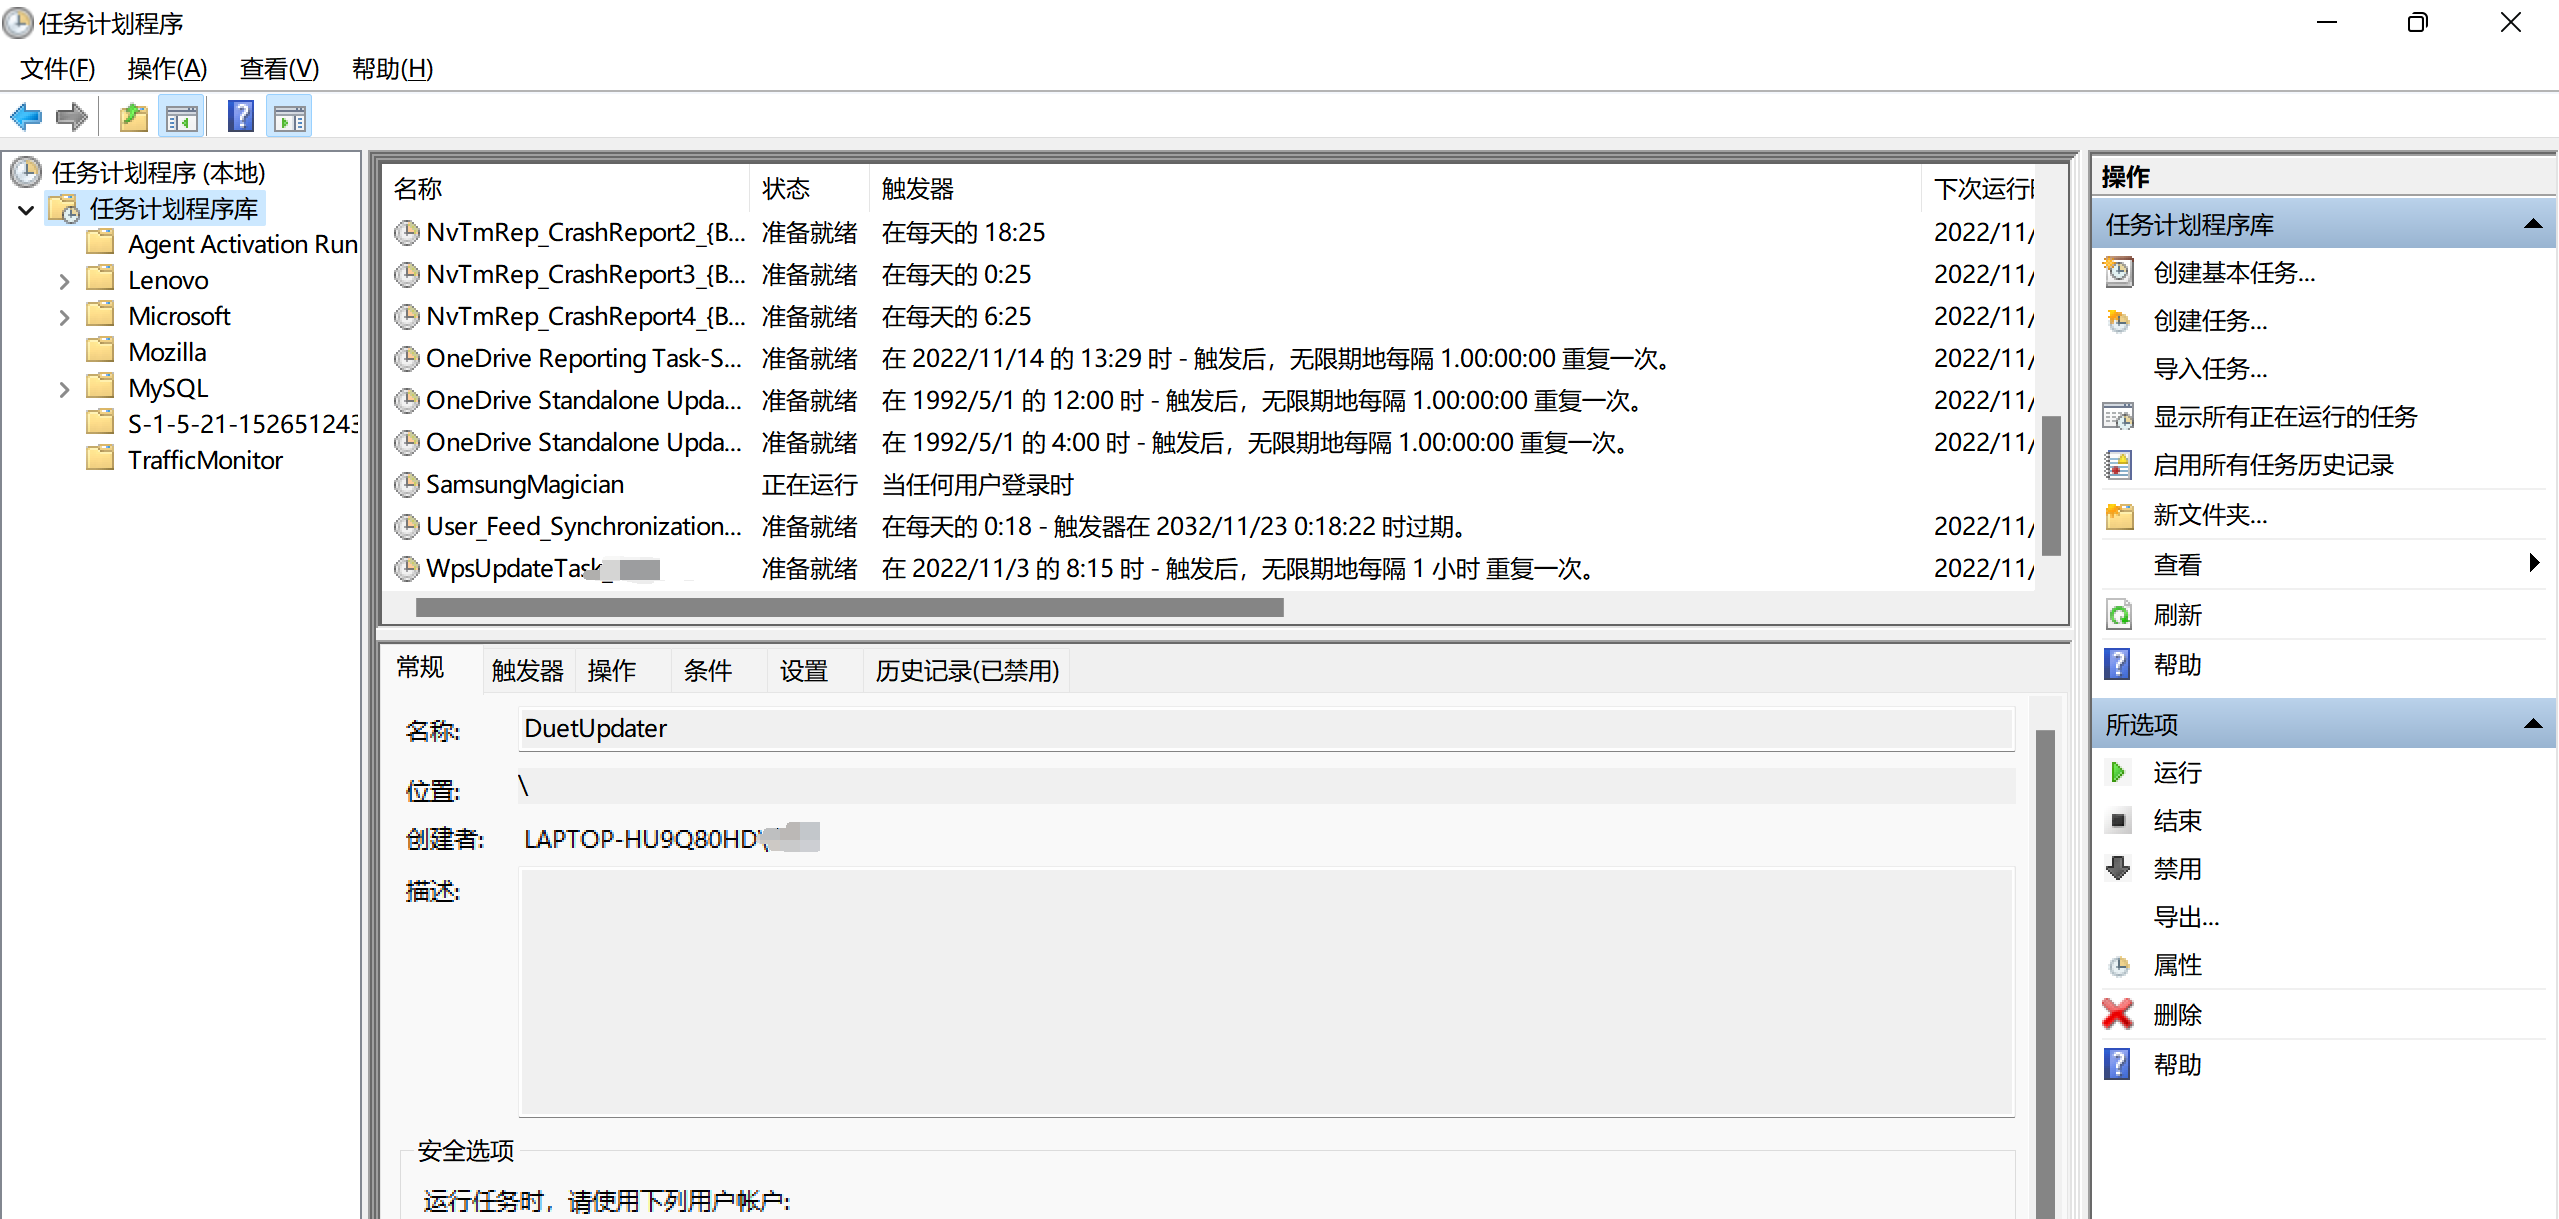 任务计划程序
文件(F) 操作(A) 查看(V) 帮助(H)
任务计划程序 (本地)
任务计划程序库
Agent Activation Run
Lenovo
Microsoft
Mozilla
MySQL
S-1-5-21-152651243
TrafficMonitor
名称 状态 触发器 下次运行时
NvTmRep_CrashReport2_{B... 准备就绪 在每天的 18:25 2022/11/
NvTmRep_CrashReport3_{B... 准备就绪 在每天的 0:25 2022/11/
NvTmRep_CrashReport4_{B... 准备就绪 在每天的 6:25 2022/11/
OneDrive Reporting Task-S... 准备就绪 在 2022/11/14 的 13:29 时 - 触发后，无限期地每隔 1.00:00:00 重复一次。 2022/11/
OneDrive Standalone Upda... 准备就绪 在 1992/5/1 的 12:00 时 - 触发后，无限期地每隔 1.00:00:00 重复一次。 2022/11/
OneDrive Standalone Upda... 准备就绪 在 1992/5/1 的 4:00 时 - 触发后，无限期地每隔 1.00:00:00 重复一次。 2022/11/
SamsungMagician 正在运行 当任何用户登录时
User_Feed_Synchronization... 准备就绪 在每天的 0:18 - 触发器在 2032/11/23 0:18:22 时过期。 2022/11/
WpsUpdateTask_ 准备就绪 在 2022/11/3 的 8:15 时 - 触发后，无限期地每隔 1 小时 重复一次。 2022/11/
常规 触发器 操作 条件 设置 历史记录(已禁用)
名称: DuetUpdater
位置: \
创建者: LAPTOP-HU9Q80HD\
描述:
安全选项
运行任务时，请使用下列用户帐户:
操作
任务计划程序库
创建基本任务...
创建任务...
导入任务...
显示所有正在运行的任务
启用所有任务历史记录
新文件夹...
查看
刷新
帮助
所选项
运行
结束
禁用
导出...
属性
删除
帮助